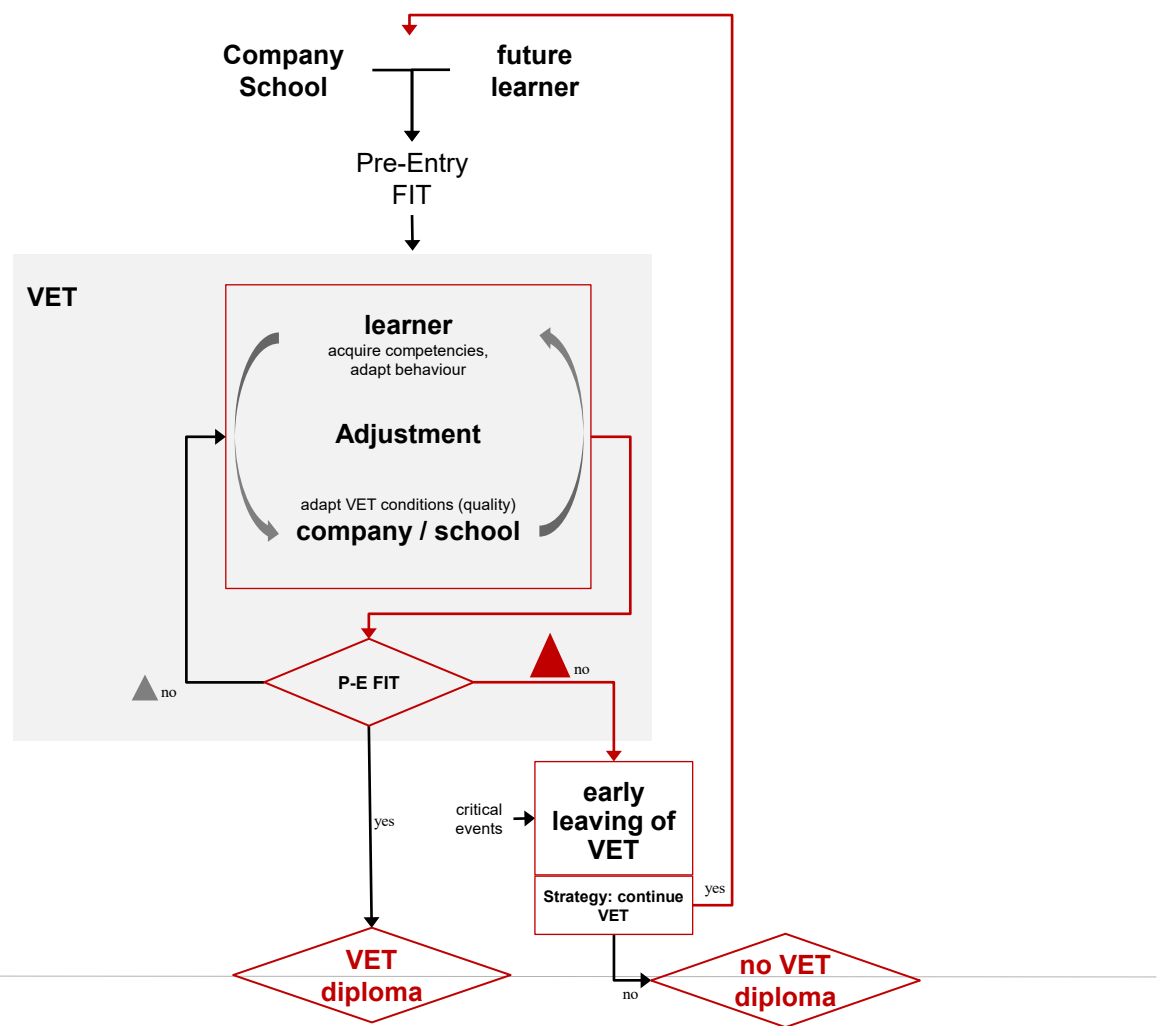 Company
School
future
learner
Pre-Entry
FIT
VET
learner
acquire competencies,
adapt behaviour
Adjustment
adapt VET conditions (quality)
company / school
P-E FIT
no
no
yes
critical
events
early
leaving of
VET
Strategy: continue
VET
yes
no
VET
diploma
no VET
diploma